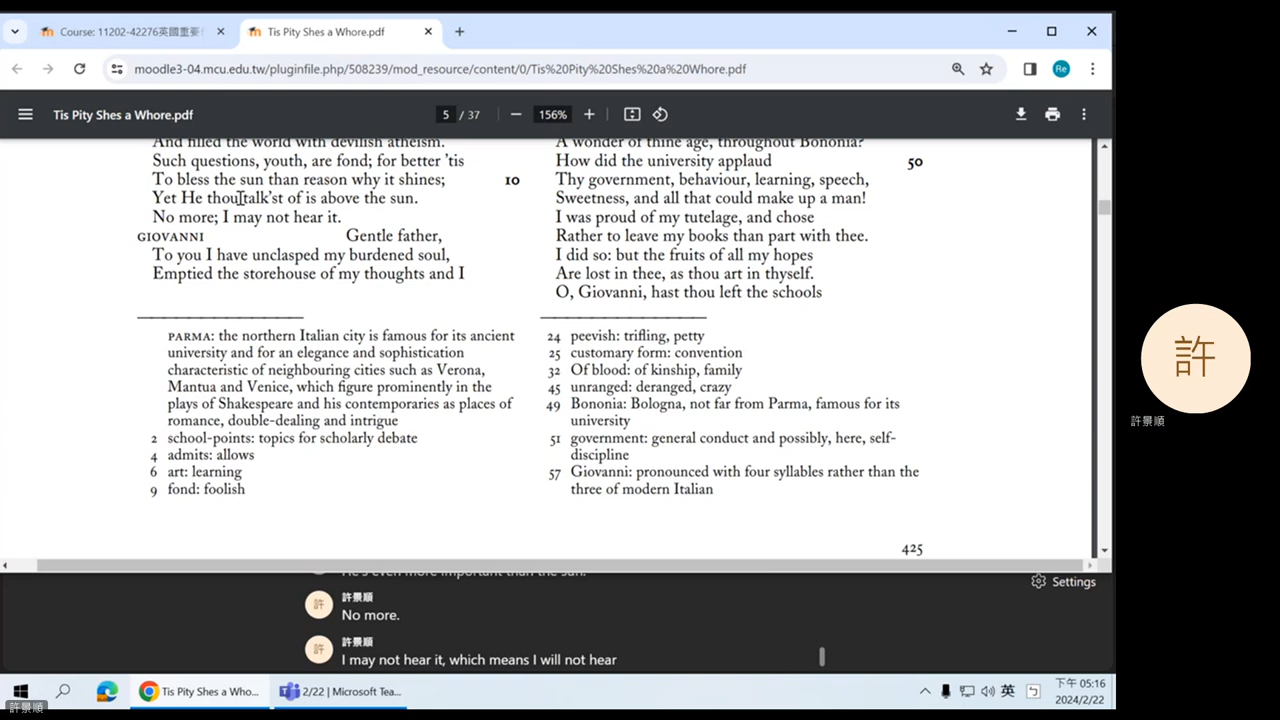 Course: 11202-42276英國重要
Tis Pity Shes a Whore.pdf
moodle3-04.mcu.edu.tw/pluginfile.php/508239/mod_resource/content/0/Tis%20Pity%20Shes%20a%20Whore.pdf
Re
Tis Pity Shes a Whore.pdf
5 / 37
156%
And filled the world with devilish atheism.
Such questions, youth, are fond; for better 'tis
To bless the sun than reason why it shines; 10
Yet He thou talk'st of is above the sun.
No more; I may not hear it.
GIOVANNI Gentle father,
To you I have unclasped my burdened soul,
Emptied the storehouse of my thoughts and I
PARMA: the northern Italian city is famous for its ancient
university and for an elegance and sophistication
characteristic of neighbouring cities such as Verona,
Mantua and Venice, which figure prominently in the
plays of Shakespeare and his contemporaries as places of
romance, double-dealing and intrigue
2 school-points: topics for scholarly debate
4 admits: allows
6 art: learning
9 fond: foolish
A wonder of thine age, throughout Bononia?
How did the university applaud 50
Thy government, behaviour, learning, speech,
Sweetness, and all that could make up a man!
I was proud of my tutelage, and chose
Rather to leave my books than part with thee.
I did so: but the fruits of all my hopes
Are lost in thee, as thou art in thyself.
O, Giovanni, hast thou left the schools
24 peevish: trifling, petty
25 customary form: convention
32 Of blood: of kinship, family
45 unranged: deranged, crazy
49 Bononia: Bologna, not far from Parma, famous for its
university
51 government: general conduct and possibly, here, self-
discipline
57 Giovanni: pronounced with four syllables rather than the
three of modern Italian
425
He's even more important than the sun.
Settings
許
許景順
No more.
許
許景順
I may not hear it, which means I will not hear
許
許景順
Tis Pity Shes a Who...
2/22 | Microsoft Tea...
英
下午 05:16
2024/2/22
許景順